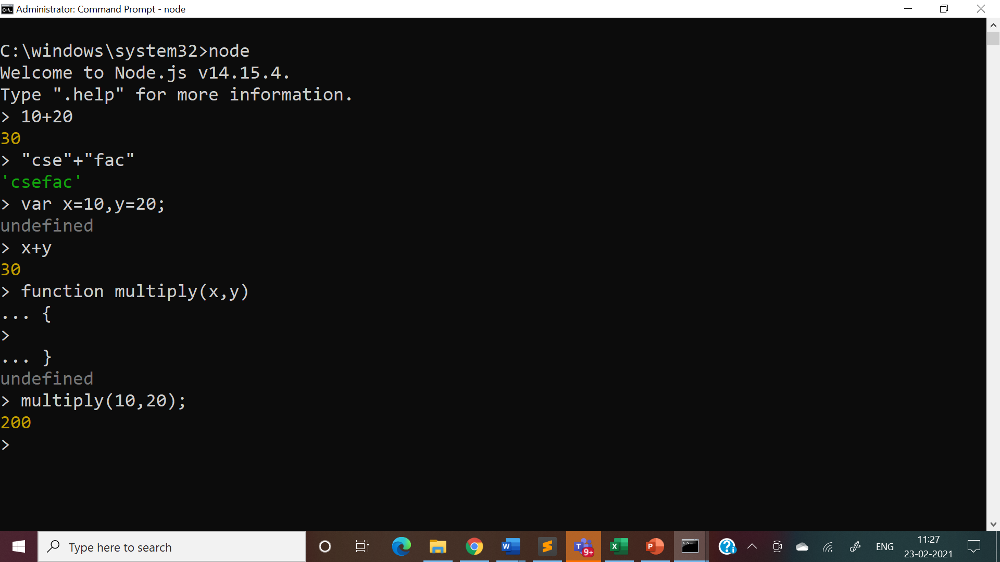 Administrator: Command Prompt - node
C:\windows\system32>node
Welcome to Node.js v14.15.4.
Type ".help" for more information.
> 10+20
30
> "cse"+"fac"
'csefac'
> var x=10,y=20;
undefined
> x+y
30
> function multiply(x,y)
... {
>
... }
undefined
> multiply(10,20);
200
>
Type here to search
9+
ENG
11:27
23-02-2021